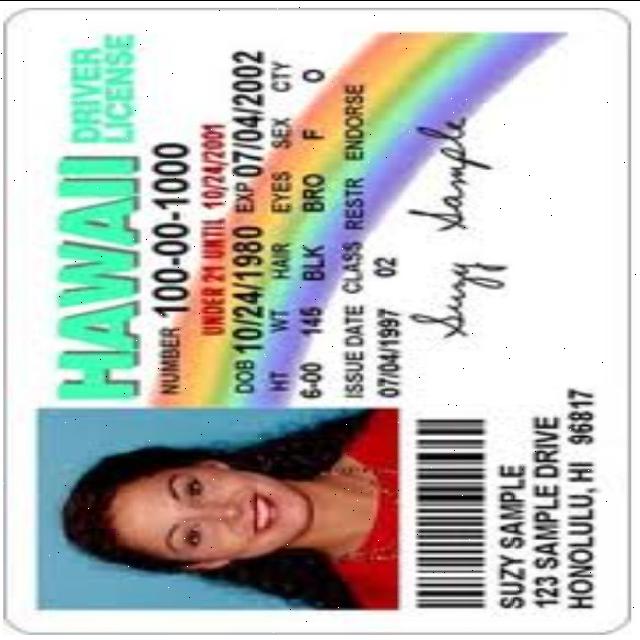 HAWAII DRIVER LICENSE
NUMBER 100-00-1000
UNDER 21 UNTIL 10/24/2001
DOB 10/24/1980 EXP 07/04/2002
HT WT HAIR EYES SEX CTY
6-00 145 BLK BRO F O
ISSUE DATE CLASS RESTR ENDORSE
07/04/1997 02
Suzy Sample
SUZY SAMPLE
123 SAMPLE DRIVE
HONOLULU, HI 96817